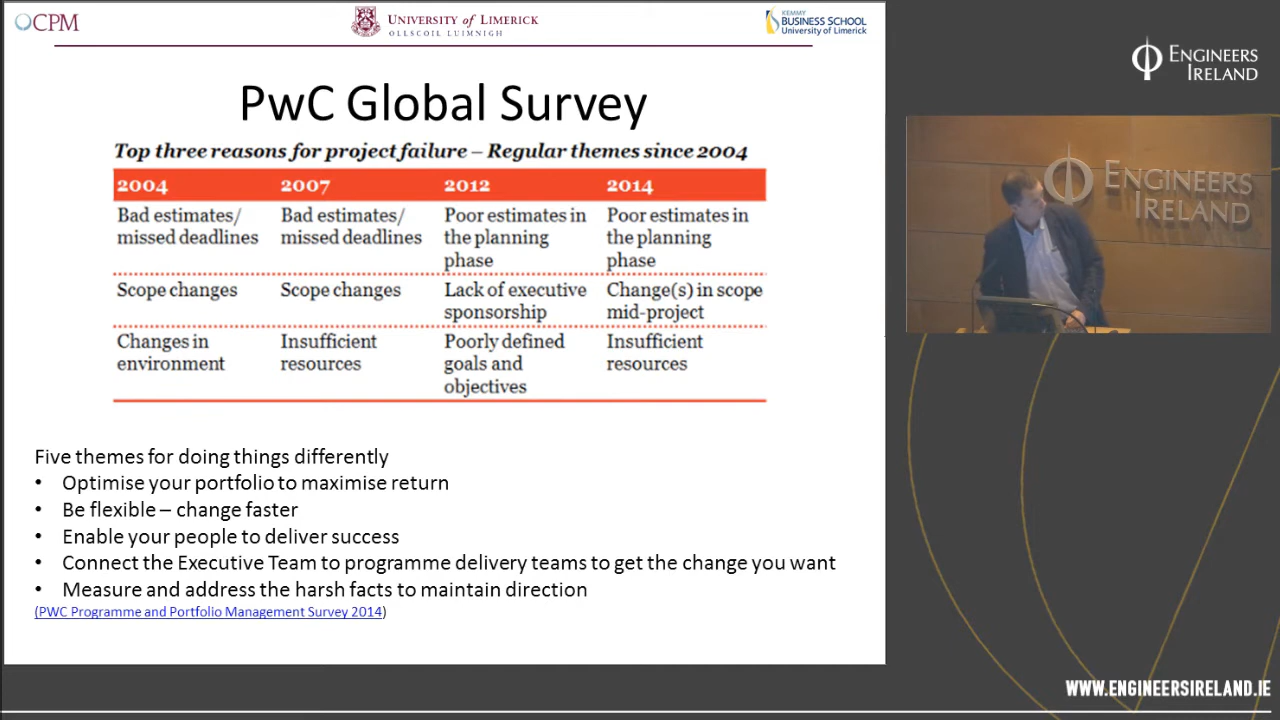 CPM
UNIVERSITY of LIMERICK
OLLSCOIL LUIMNIGH
KEMMY
BUSINESS SCHOOL
University of Limerick
ENGINEERS
IRELAND
PwC Global Survey
Top three reasons for project failure – Regular themes since 2004
2004 2007 2012 2014
Bad estimates/ Bad estimates/ Poor estimates in Poor estimates in
missed deadlines missed deadlines the planning the planning
phase phase
Scope changes Scope changes Lack of executive Change(s) in scope
sponsorship mid-project
Changes in Insufficient Poorly defined Insufficient
environment resources goals and resources
objectives
ENGINEERS
IRELAND
Five themes for doing things differently
• Optimise your portfolio to maximise return
• Be flexible – change faster
• Enable your people to deliver success
• Connect the Executive Team to programme delivery teams to get the change you want
• Measure and address the harsh facts to maintain direction
(PWC Programme and Portfolio Management Survey 2014)
WWW.ENGINEERSIRELAND.IE